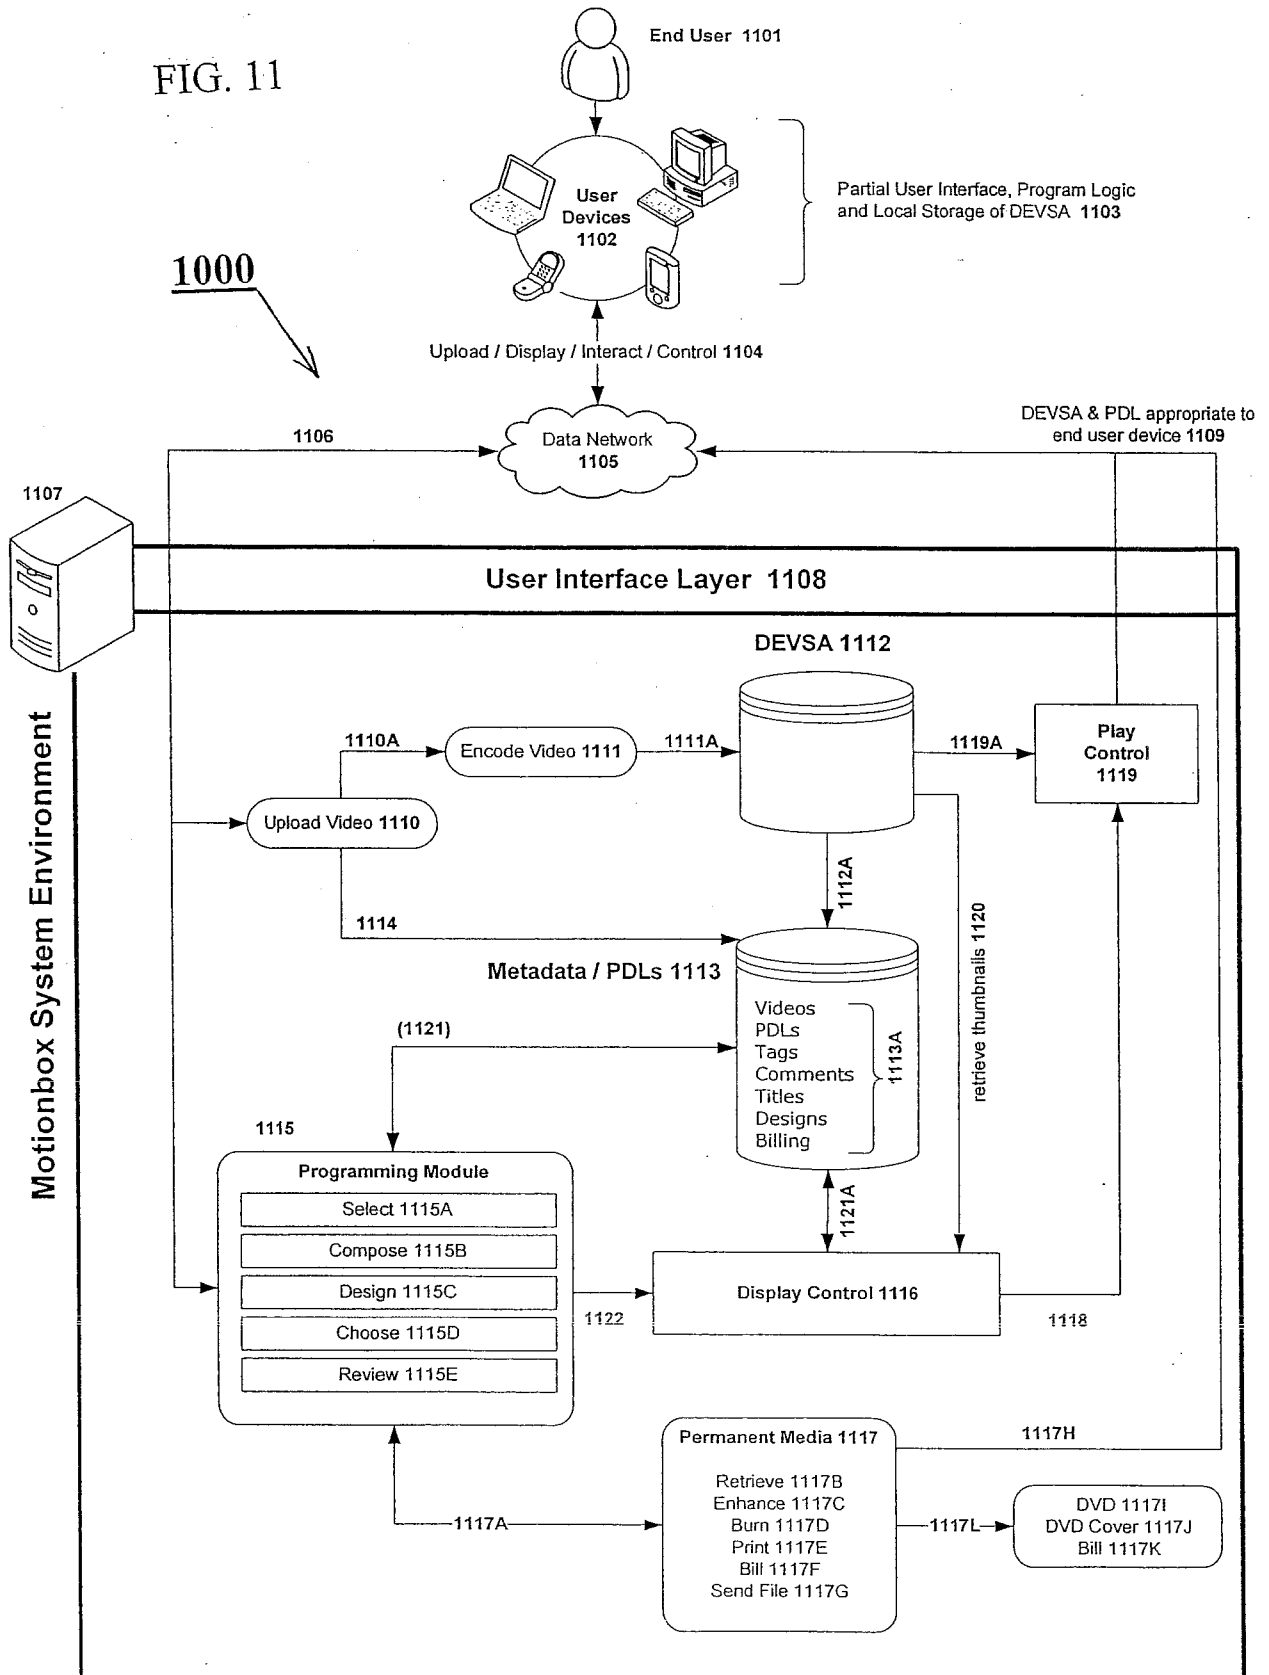 FIG. 11
End User 1101
User
Devices
1102
Partial User Interface, Program Logic
and Local Storage of DEVSA 1103
1000
Upload / Display / Interact / Control 1104
DEVSA & PDL appropriate to
end user device 1109
1106
Data Network
1105
1107
User Interface Layer 1108
Motionbox System Environment
DEVSA 1112
1110A
Encode Video 1111
1111A
1119A
Play
Control
1119
Upload Video 1110
1112A
1114
retrieve thumbnails 1120
Metadata / PDLs 1113
Videos
PDLs
Tags
Comments
Titles
Designs
Billing
1113A
(1121)
1115
Programming Module
Select 1115A
Compose 1115B
Design 1115C
Choose 1115D
Review 1115E
1121A
1122
Display Control 1116
1118
Permanent Media 1117
Retrieve 1117B
Enhance 1117C
Burn 1117D
Print 1117E
Bill 1117F
Send File 1117G
1117H
1117A
1117L
DVD 1117I
DVD Cover 1117J
Bill 1117K